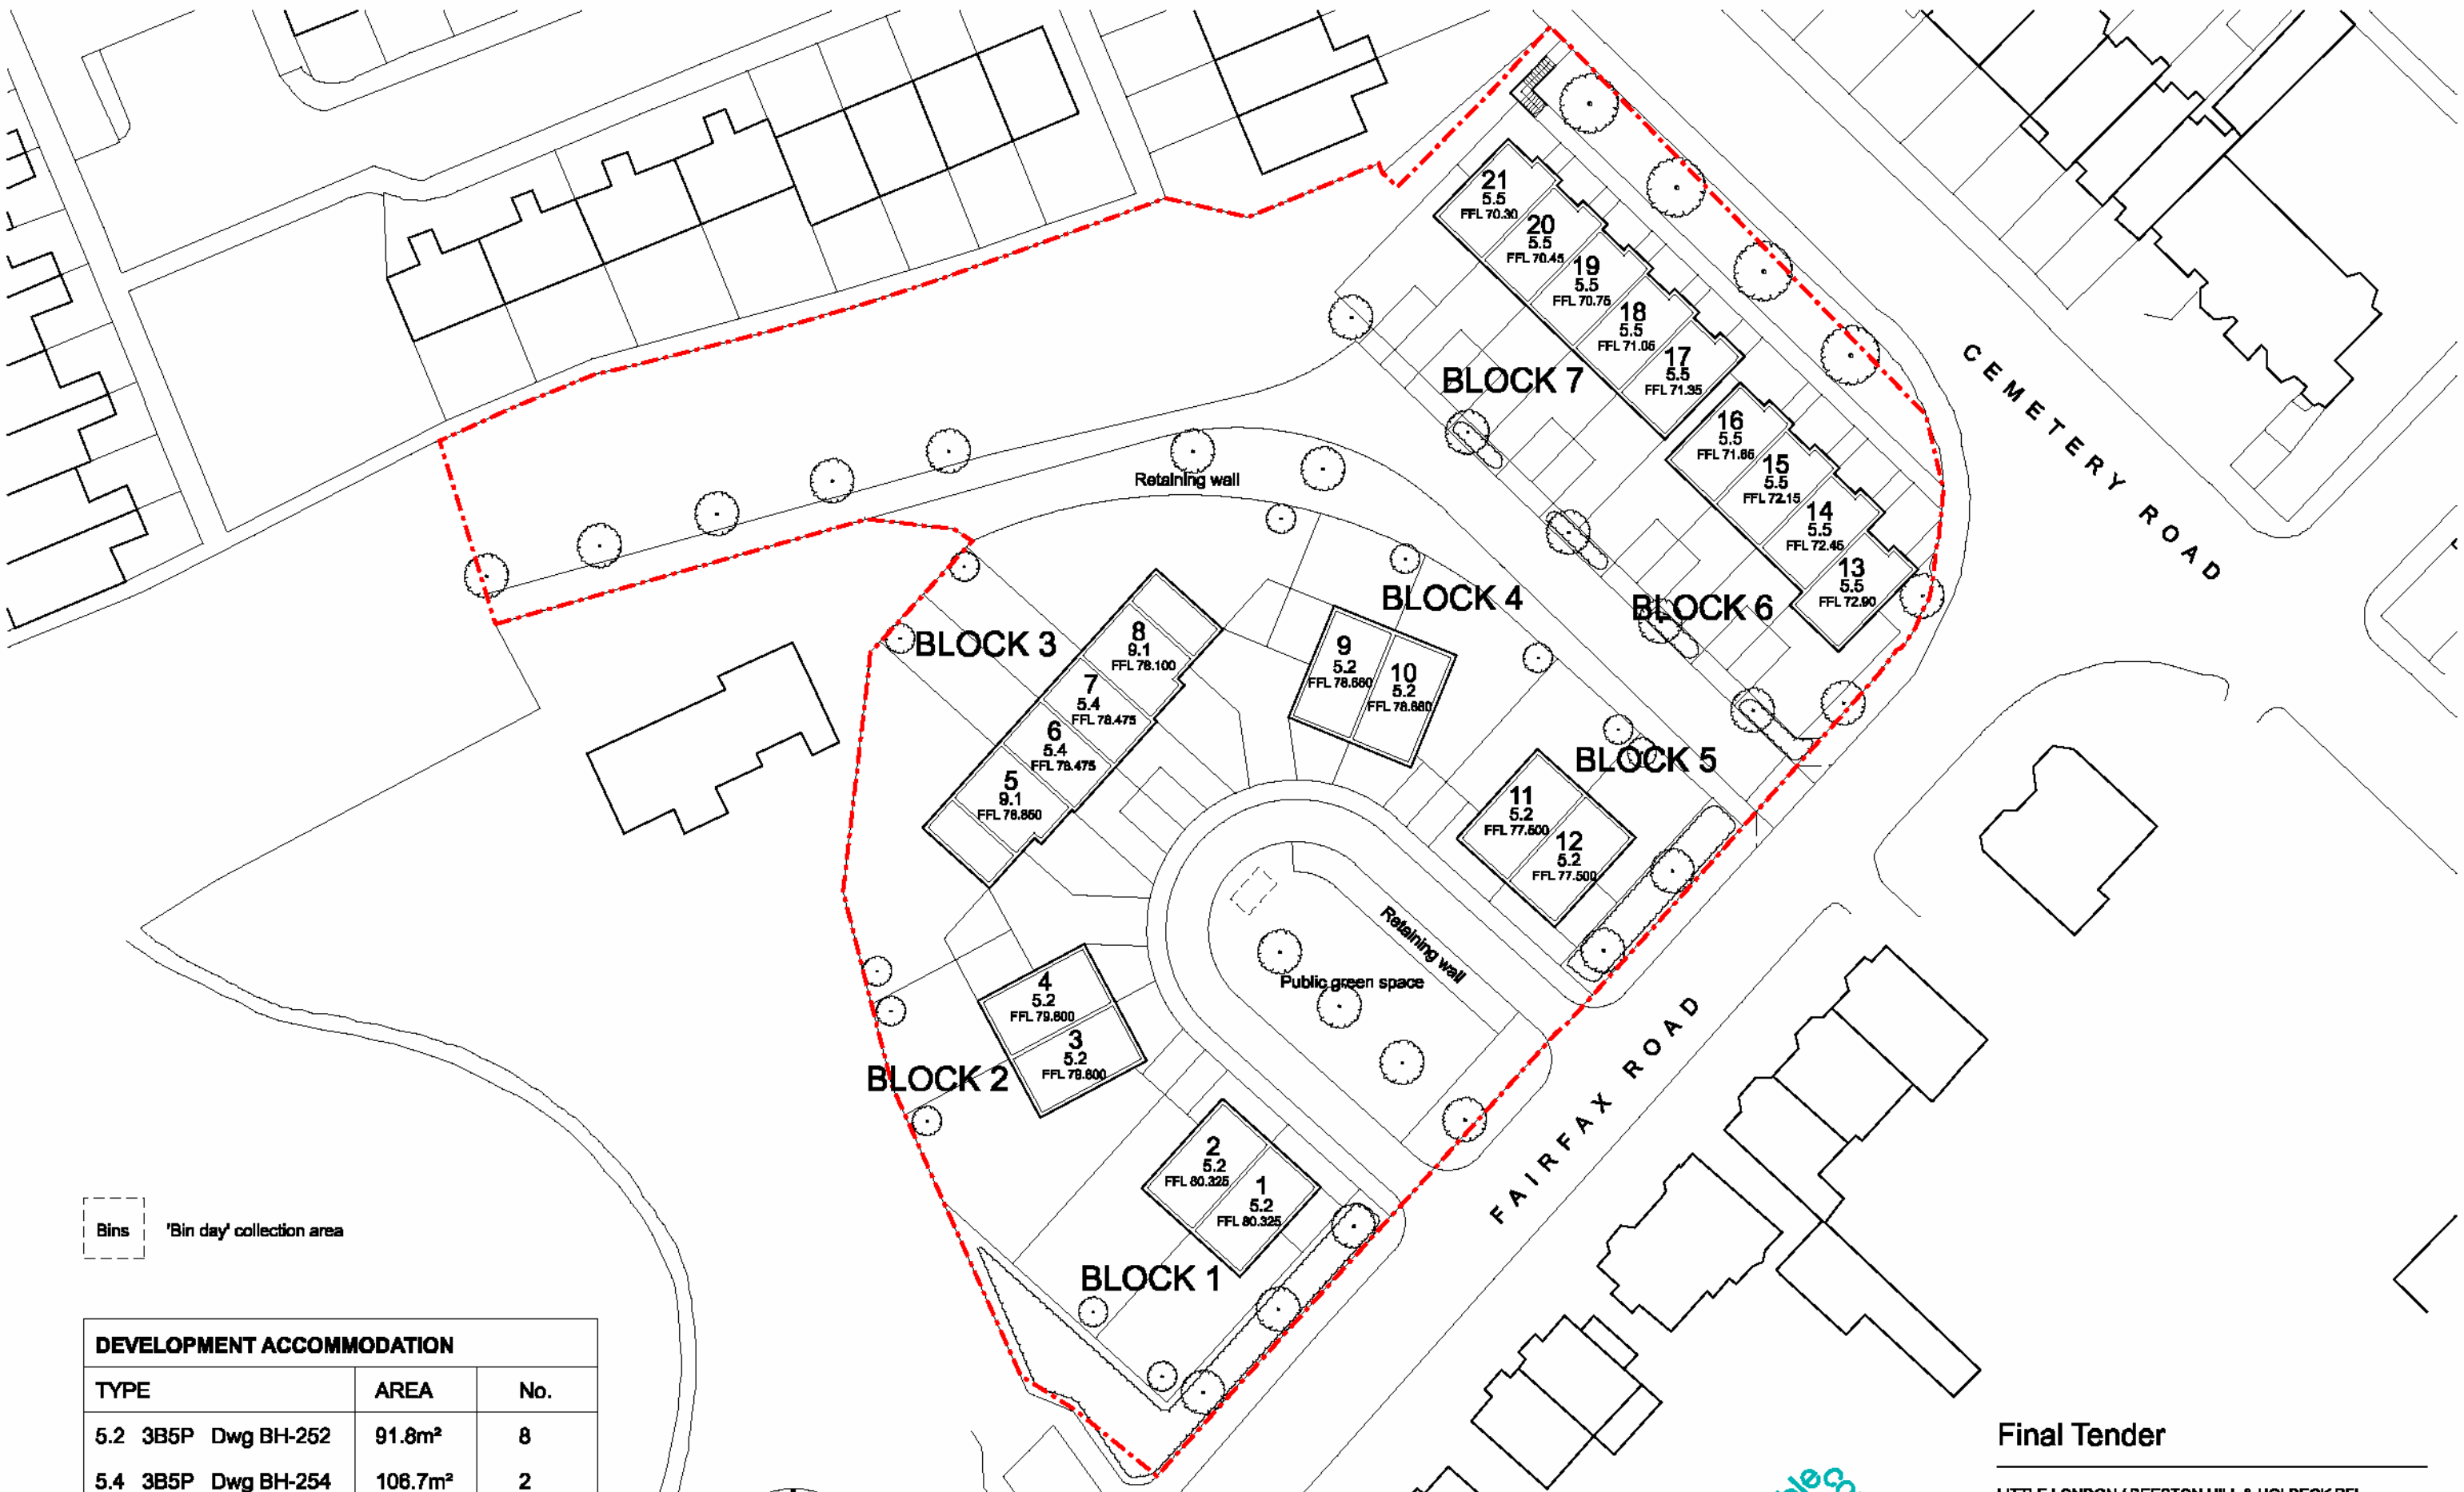 21
5.5
FFL 70.30
20
5.5
FFL 70.45
19
5.5
FFL 70.75
18
5.5
FFL 71.05
17
5.5
FFL 71.35
BLOCK 7
16
5.5
FFL 71.85
15
5.5
FFL 72.15
14
5.5
FFL 72.45
13
5.5
FFL 72.90
BLOCK 6
CEMETERY ROAD
Retaining wall
BLOCK 4
BLOCK 3
8
9.1
FFL 78.100
7
5.4
FFL 78.475
6
5.4
FFL 78.475
5
9.1
FFL 78.850
9
5.2
FFL 78.680
10
5.2
FFL 78.680
BLOCK 5
11
5.2
FFL 77.500
12
5.2
FFL 77.500
Retaining wall
Public green space
4
5.2
FFL 79.600
3
5.2
FFL 79.600
BLOCK 2
FAIRFAX ROAD
2
5.2
FFL 80.325
1
5.2
FFL 80.325
BLOCK 1
Bins
'Bin day' collection area
DEVELOPMENT ACCOMMODATION
TYPE AREA No.
5.2 3B5P Dwg BH-252 91.8m² 8
5.4 3B5P Dwg BH-254 106.7m² 2
Final Tender
LITTLE LONDON / BEESTON HILL & HOLBECK PFI